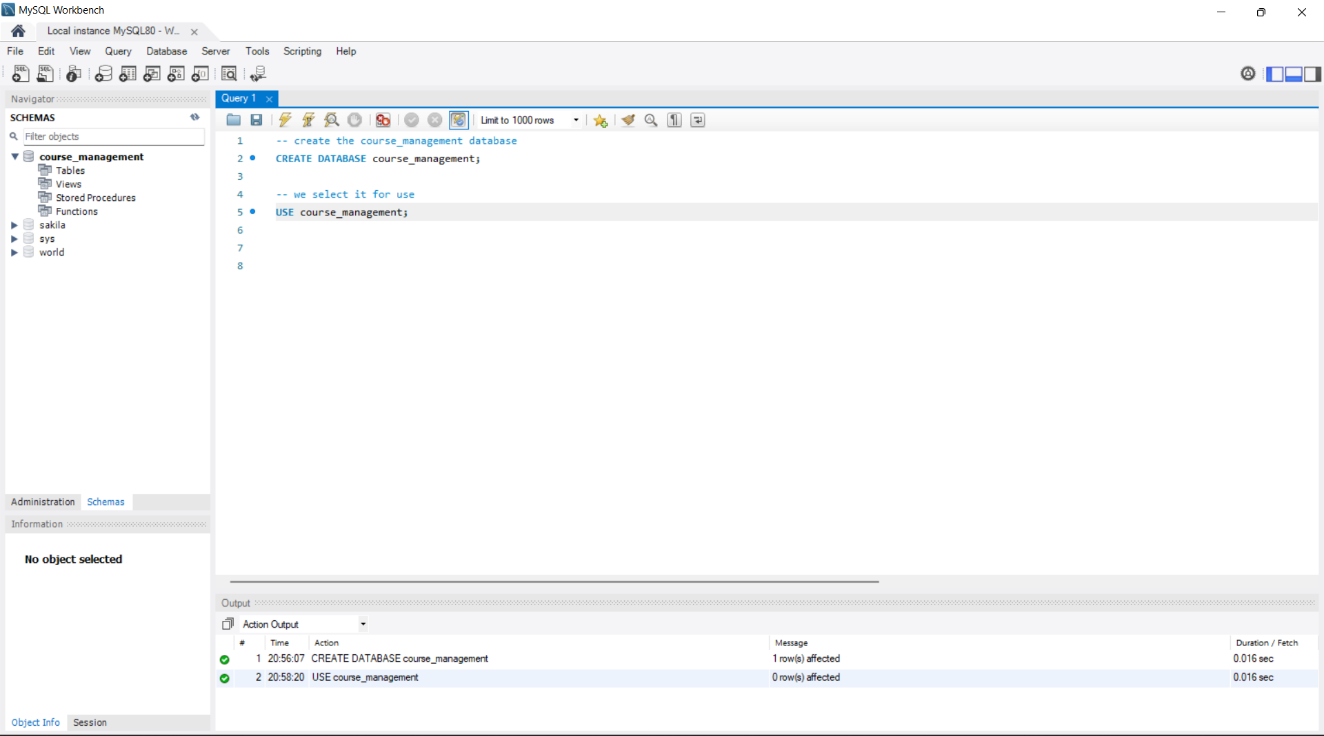 MySQL Workbench
Local instance MySQL80 - W...
File Edit View Query Database Server Tools Scripting Help
Navigator
SCHEMAS
Filter objects
course_management
Tables
Views
Stored Procedures
Functions
sakila
sys
world
Administration Schemas
Information
No object selected
Object Info Session
Query 1
Limit to 1000 rows
1 -- create the course_management database
2 CREATE DATABASE course_management;
3
4 -- we select it for use
5 USE course_management;
6
7
8
Output
Action Output
# Time Action Message Duration / Fetch
1 20:56:07 CREATE DATABASE course_management 1 row(s) affected 0.016 sec
2 20:58:20 USE course_management 0 row(s) affected 0.016 sec